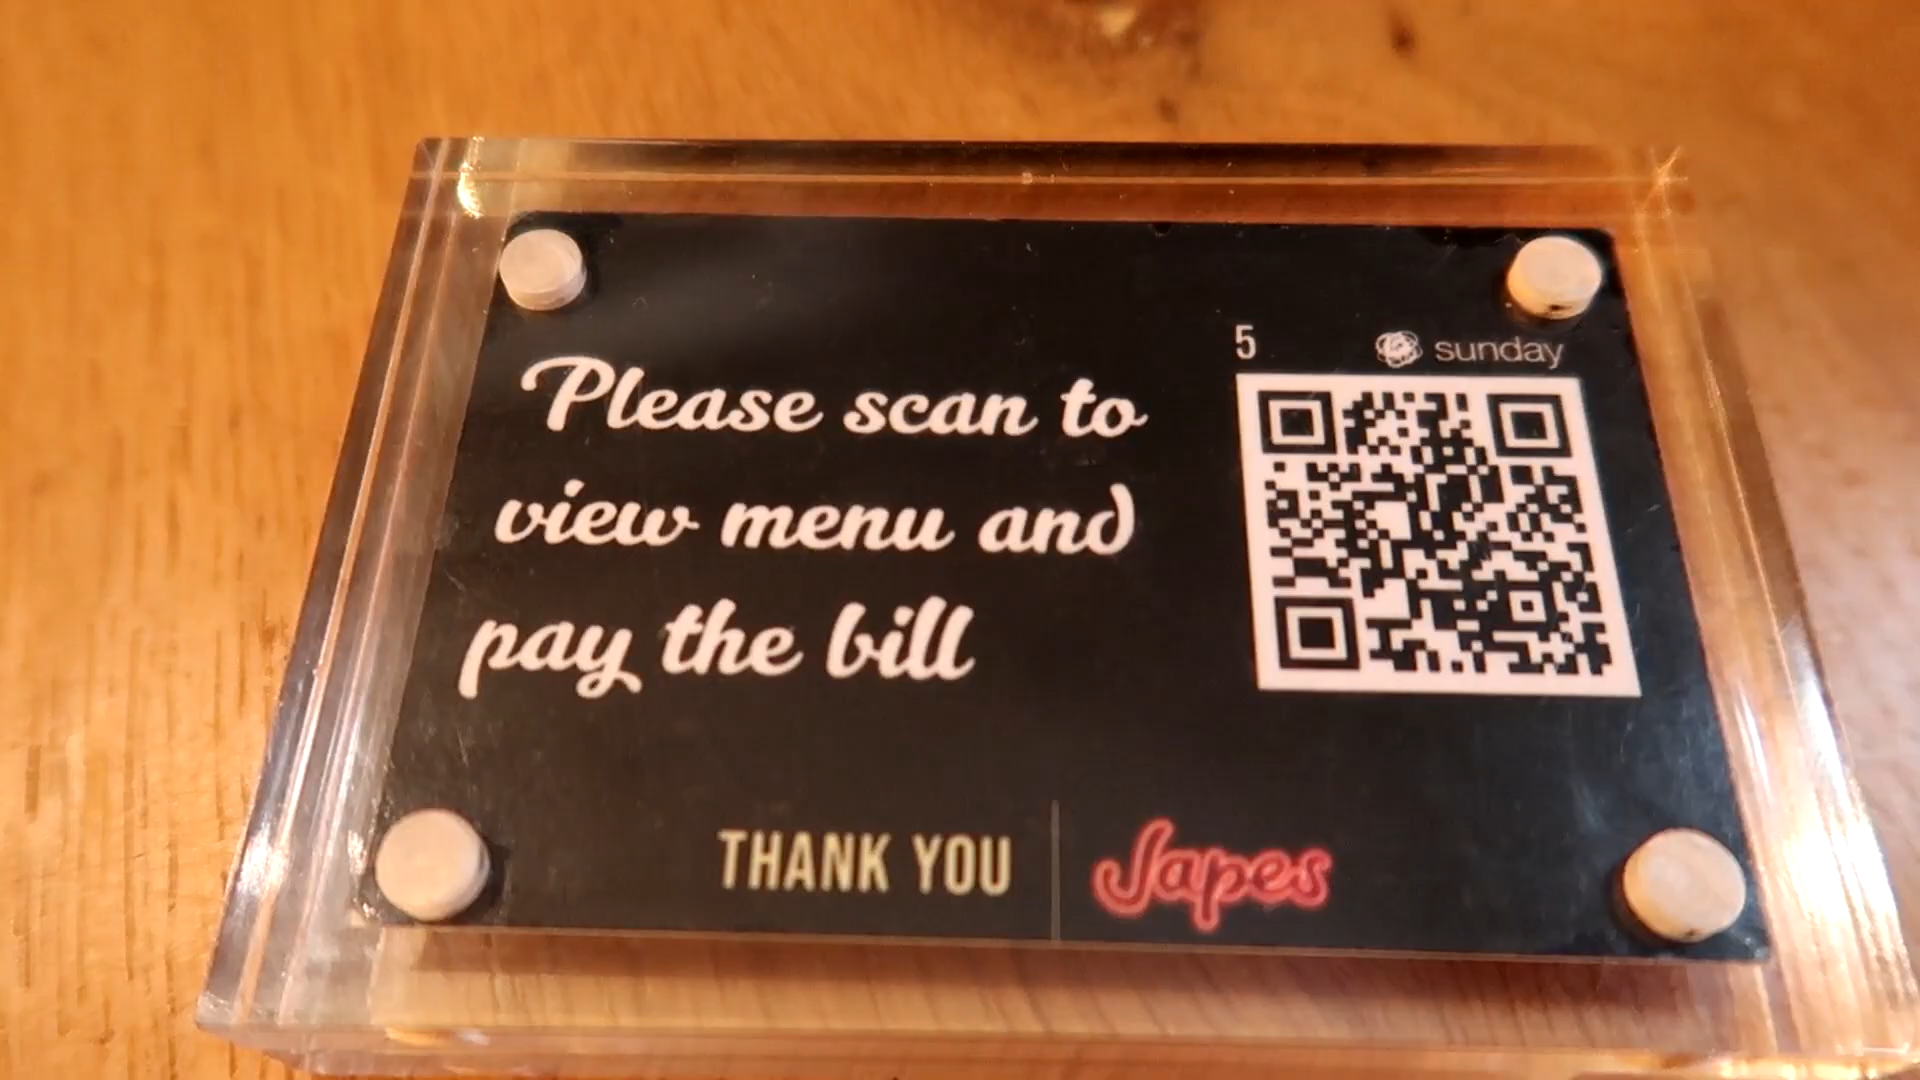 Please scan to
view menu and
pay the bill
5
sunday
THANK YOU
Japes